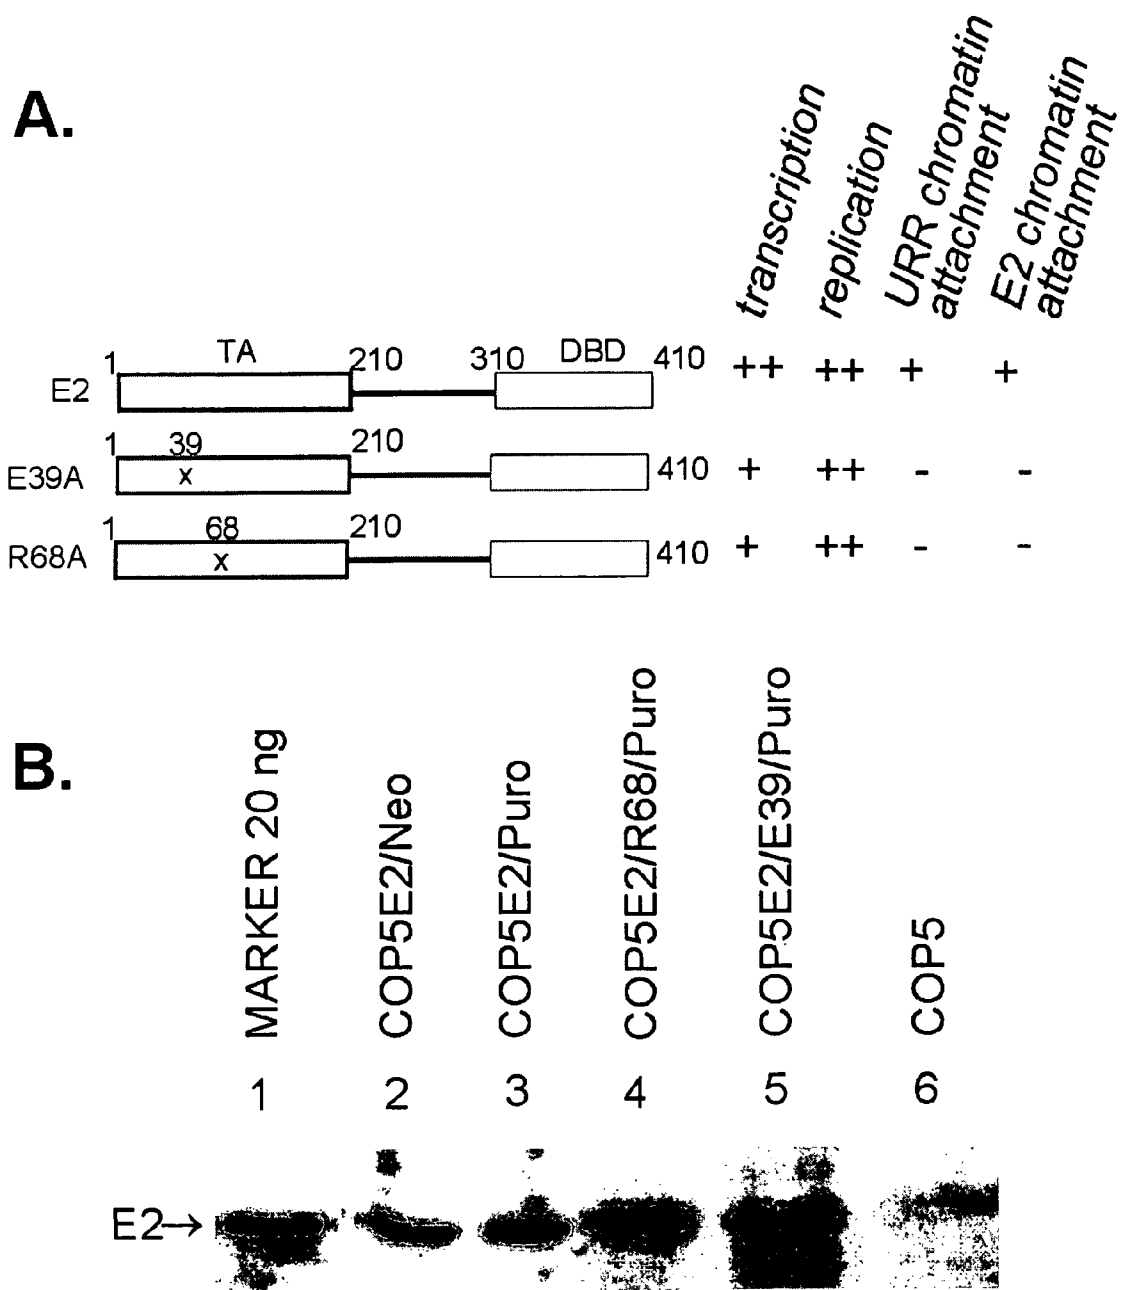 A.
transcription
replication
URR chromatin
attachment
E2 chromatin
attachment
1 TA 210 310 DBD 410
E2 ++ ++ + +
1 39 210
E39A x 410 + ++ - -
1 68 210
R68A x 410 + ++ - -
B.
MARKER 20 ng
COP5E2/Neo
COP5E2/Puro
COP5E2/R68/Puro
COP5E2/E39/Puro
COP5
1 2 3 4 5 6
E2→